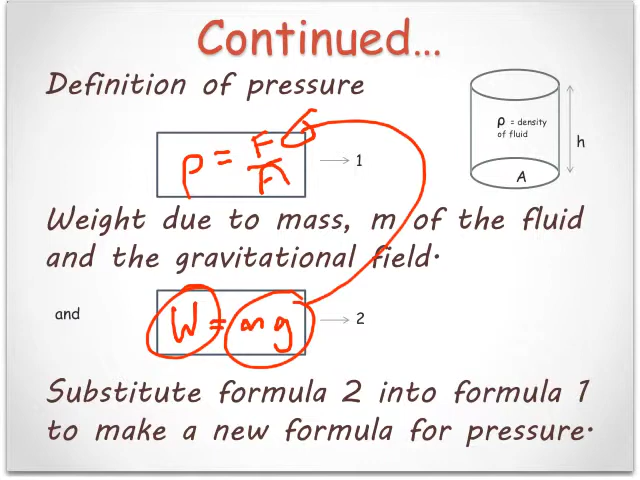 Continued...
Definition of pressure
ρ = density
of fluid
h
A
P = F/A
1
Weight due to mass, m of the fluid
and the gravitational field.
and
W = mg
2
Substitute formula 2 into formula 1
to make a new formula for pressure.